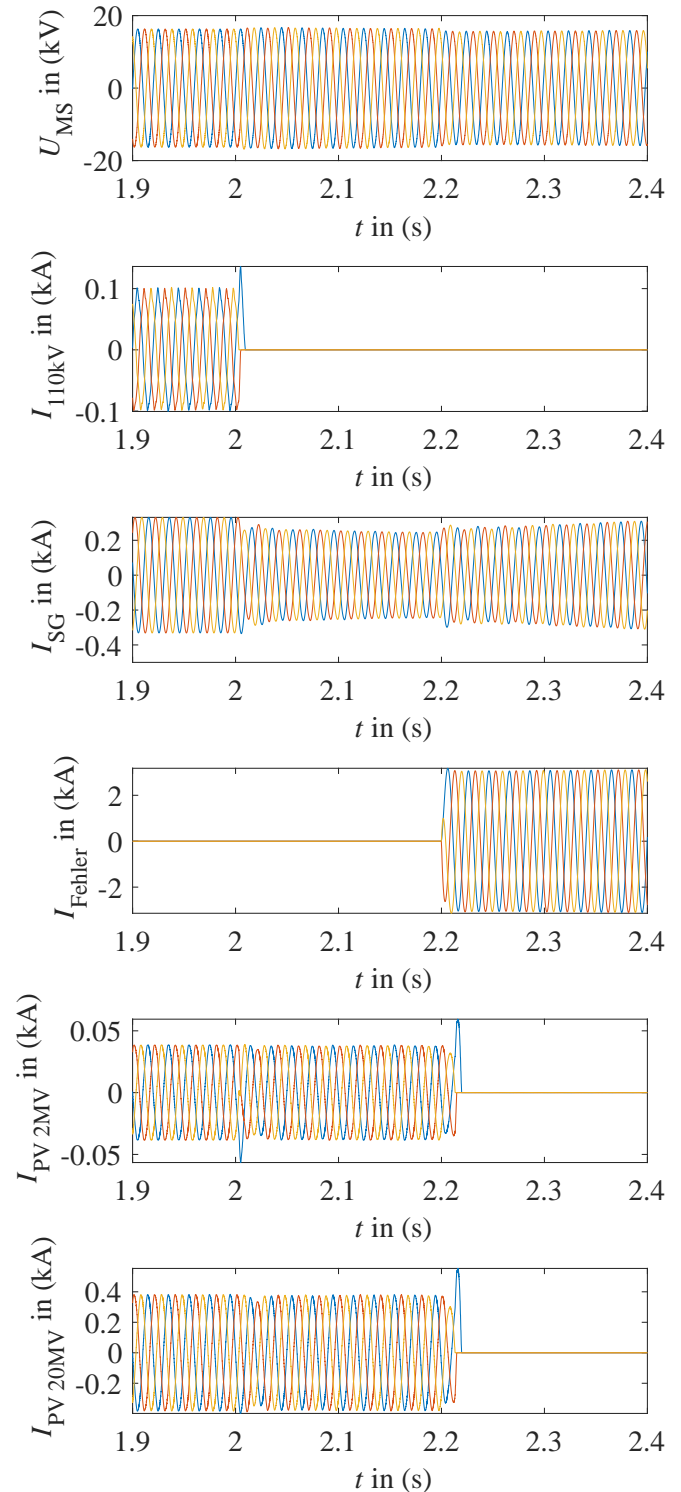 U_MS in (kV)
20
0
-20
1.9 2 2.1 2.2 2.3 2.4
t in (s)
I_110kV in (kA)
0.1
0
-0.1
1.9 2 2.1 2.2 2.3 2.4
t in (s)
I_SG in (kA)
0.2
0
-0.2
-0.4
1.9 2 2.1 2.2 2.3 2.4
t in (s)
I_Fehler in (kA)
2
0
-2
1.9 2 2.1 2.2 2.3 2.4
t in (s)
I_PV 2MV in (kA)
0.05
0
-0.05
1.9 2 2.1 2.2 2.3 2.4
t in (s)
I_PV 20MV in (kA)
0.4
0.2
0
-0.2
1.9 2 2.1 2.2 2.3 2.4
t in (s)